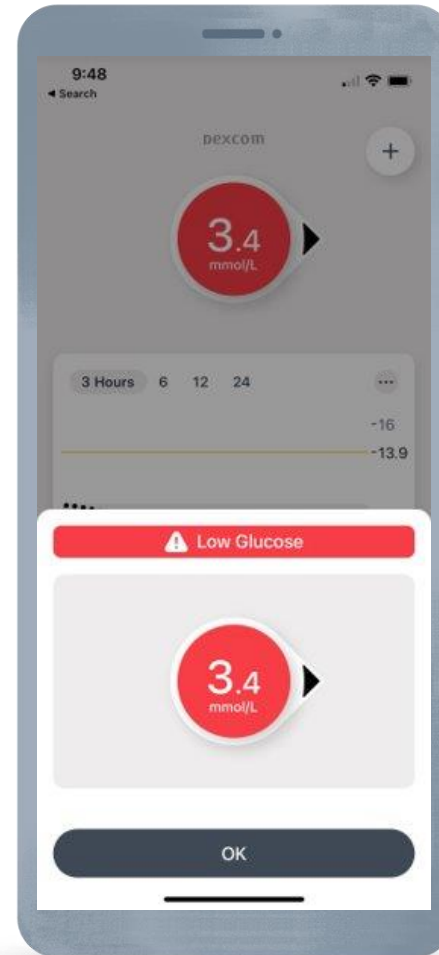 9:48
◀ Search
Dexcom
+
3.4
mmol/L
3 Hours 6 12 24 ...
-16
-13.9
Low Glucose
3.4
mmol/L
OK